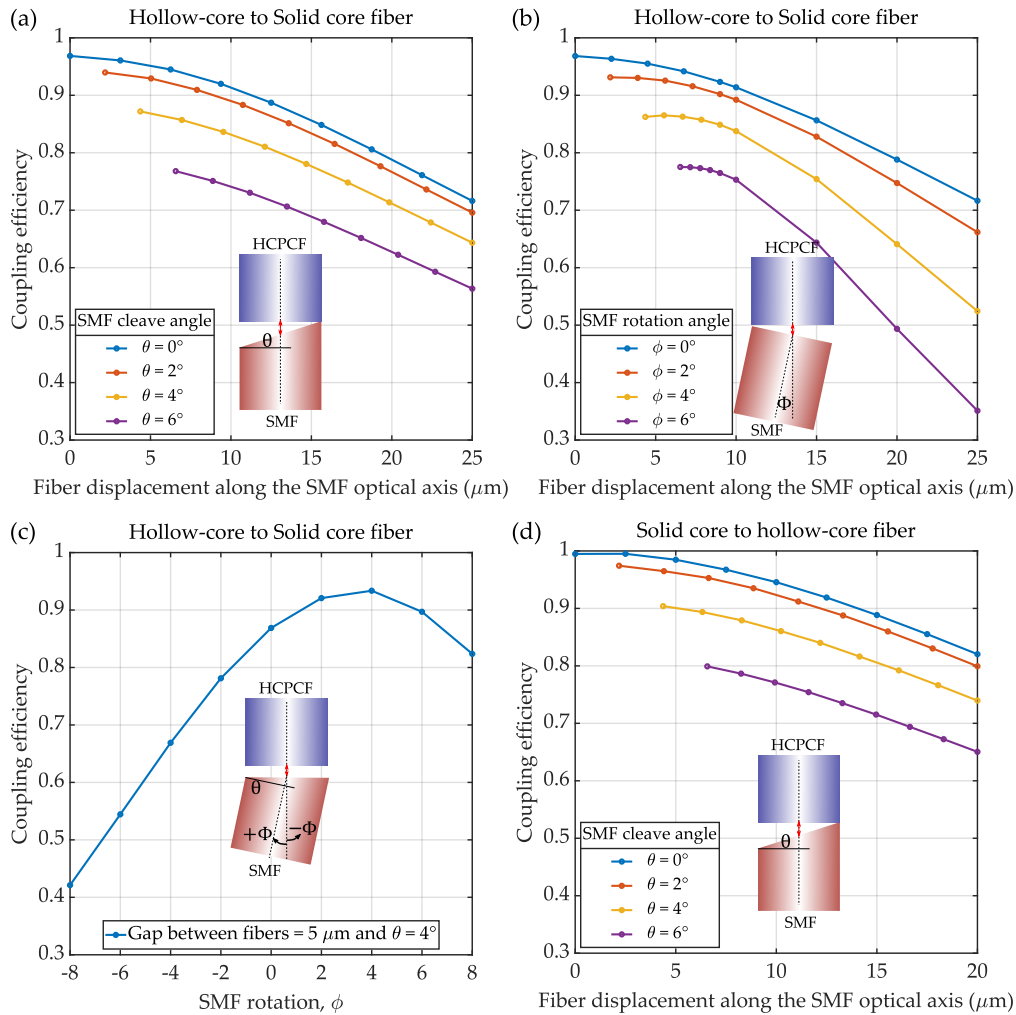 (a)
Hollow-core to Solid core fiber
Coupling efficiency
1
0.9
0.8
0.7
0.6
0.5
0.4
0.3
0
5
10
15
20
25
Fiber displacement along the SMF optical axis (μm)
HCPCF
θ
SMF
SMF cleave angle
θ = 0°
θ = 2°
θ = 4°
θ = 6°
(b)
Hollow-core to Solid core fiber
Coupling efficiency
1
0.9
0.8
0.7
0.6
0.5
0.4
0.3
0
5
10
15
20
25
Fiber displacement along the SMF optical axis (μm)
HCPCF
Φ
SMF
SMF rotation angle
ϕ = 0°
ϕ = 2°
ϕ = 4°
ϕ = 6°
(c)
Hollow-core to Solid core fiber
Coupling efficiency
1
0.9
0.8
0.7
0.6
0.5
0.4
0.3
-8
-6
-4
-2
0
2
4
6
8
SMF rotation, ϕ
HCPCF
θ
+Φ
−Φ
SMF
Gap between fibers = 5 μm and θ = 4°
(d)
Solid core to hollow-core fiber
Coupling efficiency
1
0.9
0.8
0.7
0.6
0.5
0.4
0.3
0
5
10
15
20
Fiber displacement along the SMF optical axis (μm)
HCPCF
θ
SMF
SMF cleave angle
θ = 0°
θ = 2°
θ = 4°
θ = 6°